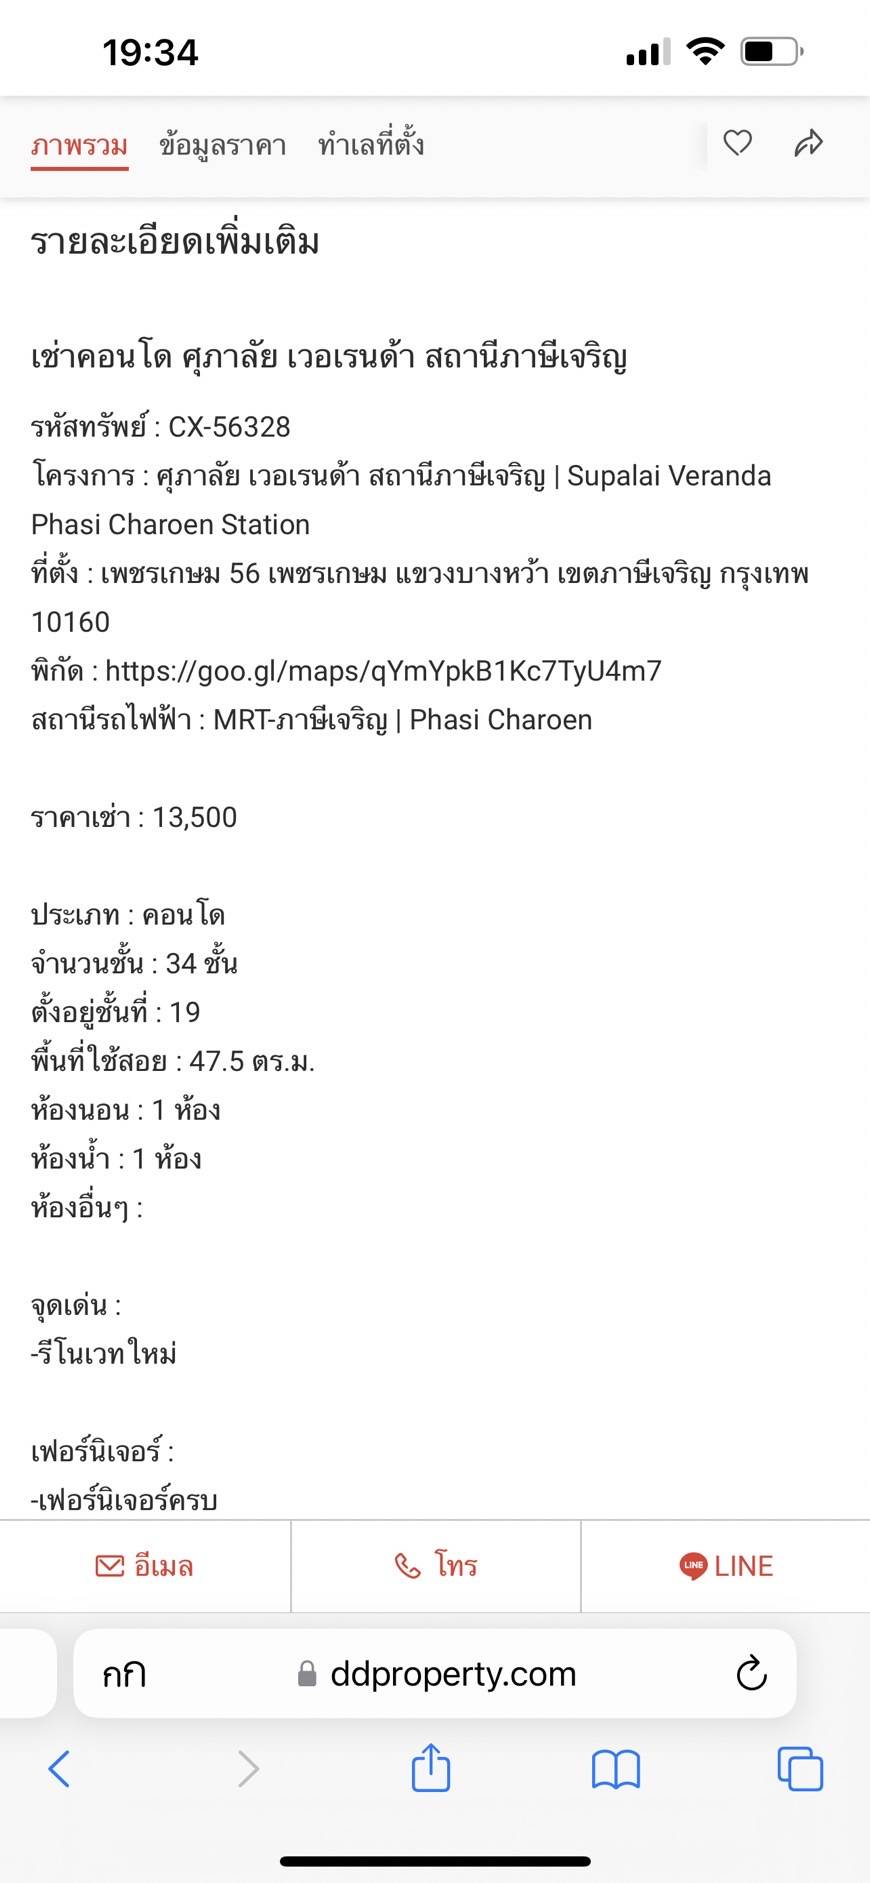 19:34
ภาพรวม ข้อมูลราคา ทำเลที่ตั้ง
รายละเอียดเพิ่มเติม
เช่าคอนโด ศุภาลัย เวอเรนด้า สถานีภาษีเจริญ
รหัสทรัพย์ : CX-56328
โครงการ : ศุภาลัย เวอเรนด้า สถานีภาษีเจริญ | Supalai Veranda
Phasi Charoen Station
ที่ตั้ง : เพชรเกษม 56 เพชรเกษม แขวงบางหว้า เขตภาษีเจริญ กรุงเทพ
10160
พิกัด : https://goo.gl/maps/qYmYpkB1Kc7TyU4m7
สถานีรถไฟฟ้า : MRT-ภาษีเจริญ | Phasi Charoen
ราคาเช่า : 13,500
ประเภท : คอนโด
จำนวนชั้น : 34 ชั้น
ตั้งอยู่ชั้นที่ : 19
พื้นที่ใช้สอย : 47.5 ตร.ม.
ห้องนอน : 1 ห้อง
ห้องน้ำ : 1 ห้อง
ห้องอื่นๆ :
จุดเด่น :
-รีโนเวทใหม่
เฟอร์นิเจอร์ :
-เฟอร์นิเจอร์ครบ
อีเมล โทร LINE LINE
กก ddproperty.com